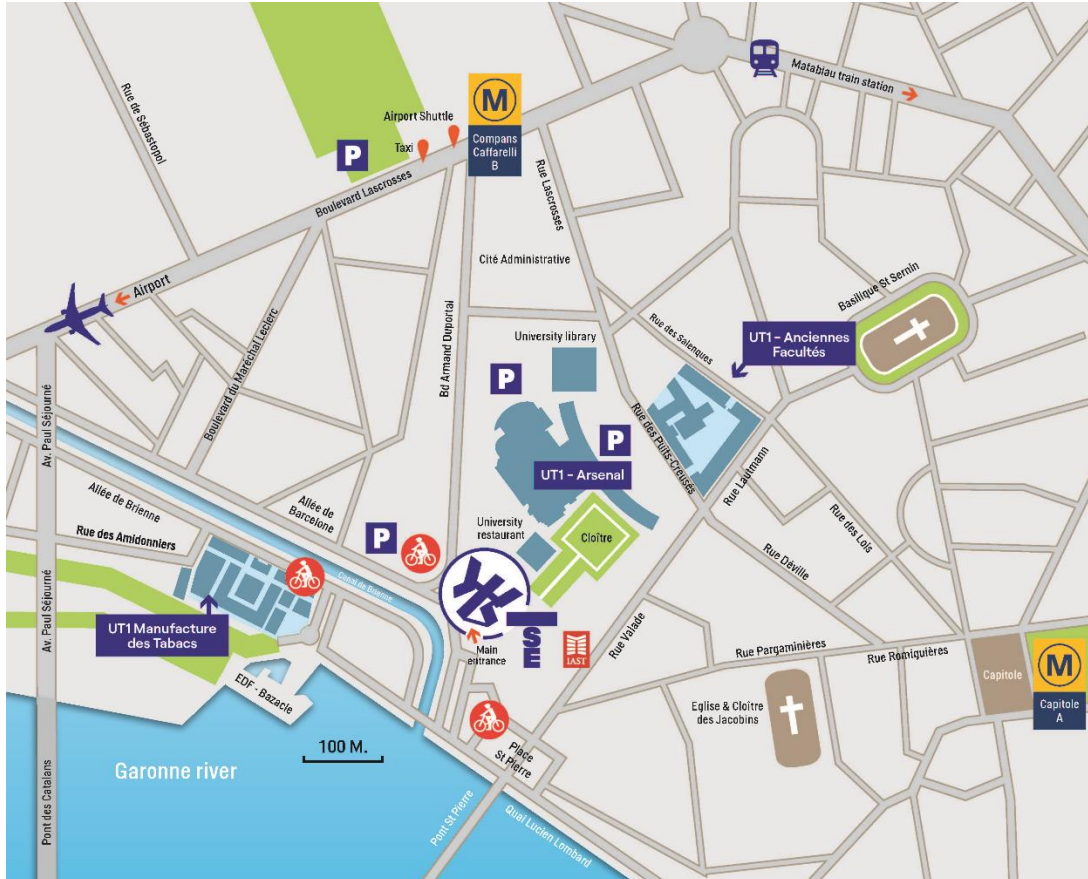 Rue de Sébastopol
Airport Shuttle
Taxi
P
M
Compans
Caffarelli
B
Matabiau train station
Boulevard Lascrosses
Rue Lascrosses
Airport
Cité Administrative
Basilique St Sernin
Boulevard du Maréchal Leclerc
Bd Armand Duportal
University library
Rue des Salenques
UT1 - Anciennes
Facultés
P
P
Av. Paul Séjourné
UT1 - Arsenal
Rue des Puits-Creusés
Rue Lautmann
Rue des Lois
Allée de Brienne
Allée de
Barcelone
Rue des Amidonniers
P
University
restaurant
Cloître
Rue Déville
Canal de Brienne
UT1 Manufacture
des Tabacs
Av. Paul Séjourné
Main
entrance
TSE
IAST
Rue Valade
Rue Pargaminières
Rue Romiguières
Capitole
M
Capitole
A
EDF - Bazacle
Eglise & Cloître
des Jacobins
100 M.
Place
St Pierre
Garonne river
Pont des Catalans
Pont St Pierre
Quai Lucien Lombard